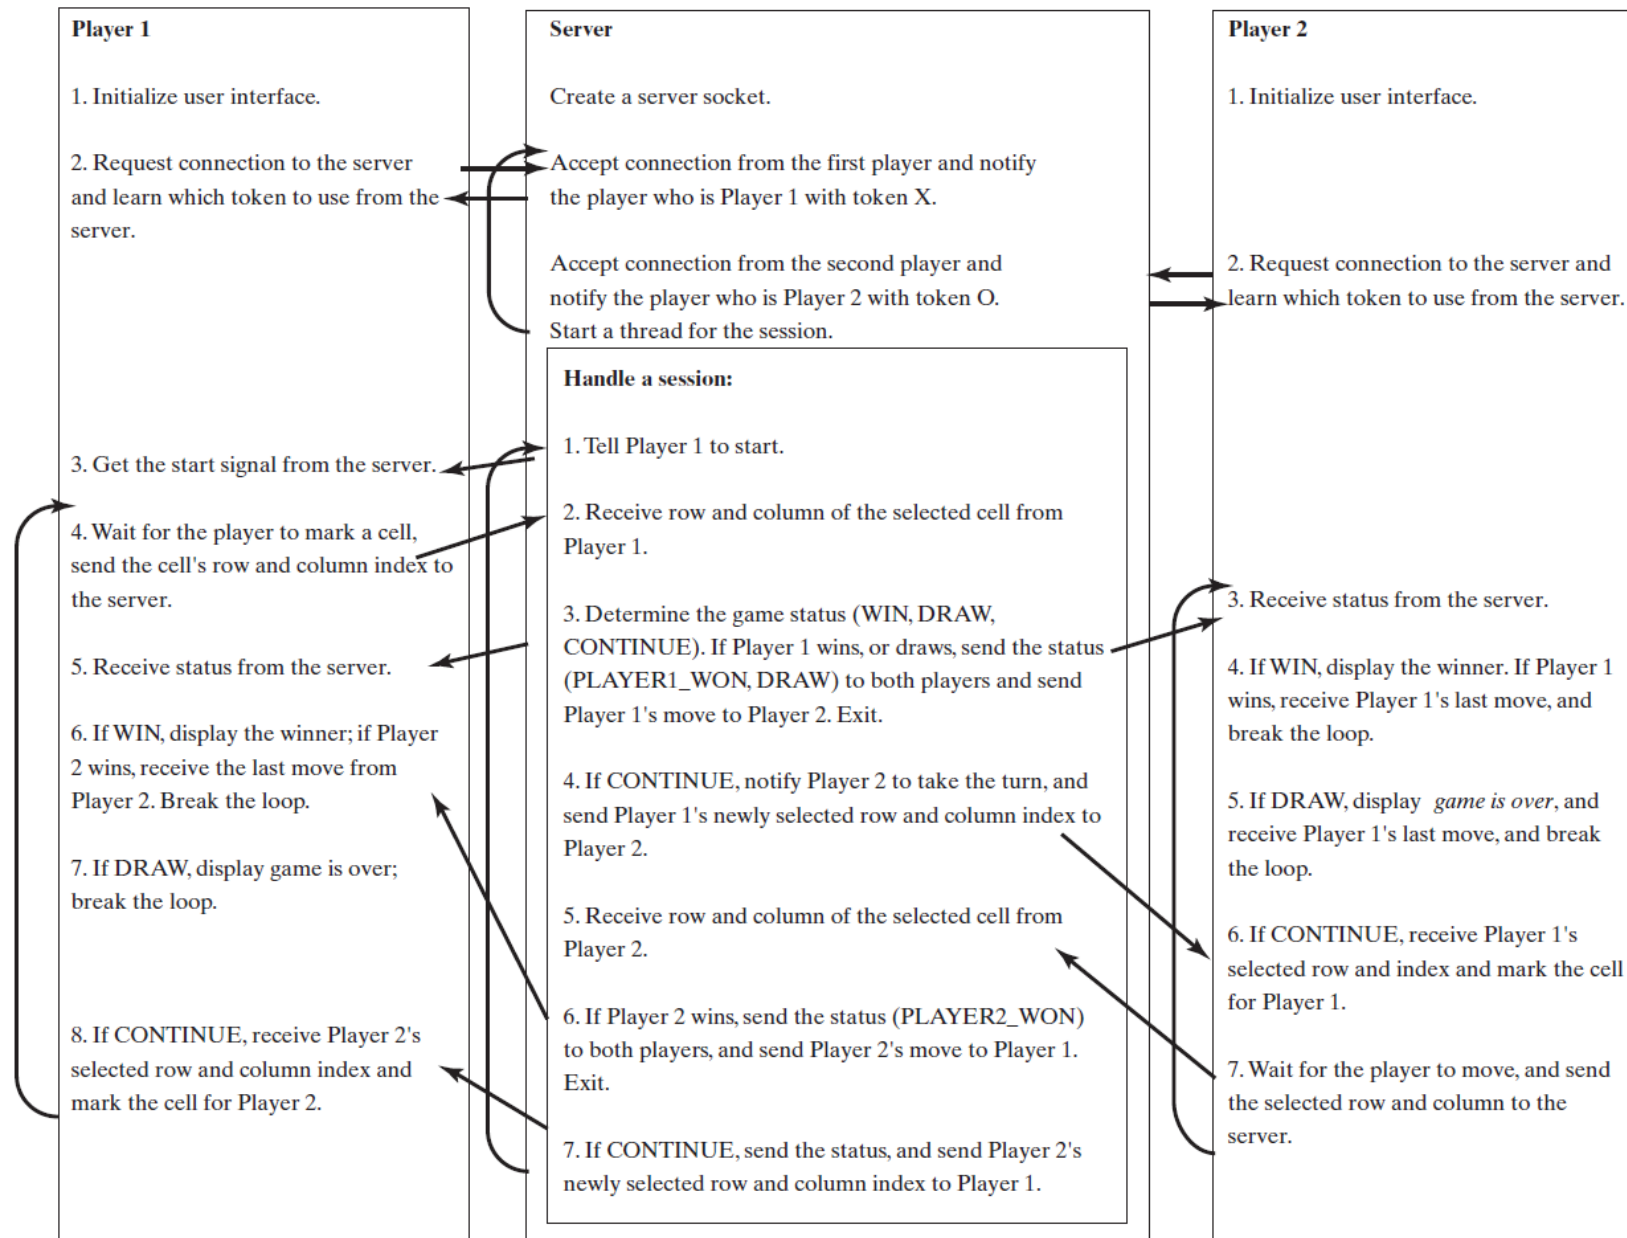 Player 1
1. Initialize user interface.
2. Request connection to the server
and learn which token to use from the
server.
3. Get the start signal from the server.
4. Wait for the player to mark a cell,
send the cell's row and column index to
the server.
5. Receive status from the server.
6. If WIN, display the winner; if Player
2 wins, receive the last move from
Player 2. Break the loop.
7. If DRAW, display game is over;
break the loop.
8. If CONTINUE, receive Player 2's
selected row and column index and
mark the cell for Player 2.
Server
Create a server socket.
Accept connection from the first player and notify
the player who is Player 1 with token X.
Accept connection from the second player and
notify the player who is Player 2 with token O.
Start a thread for the session.
Handle a session:
1. Tell Player 1 to start.
2. Receive row and column of the selected cell from
Player 1.
3. Determine the game status (WIN, DRAW,
CONTINUE). If Player 1 wins, or draws, send the status
(PLAYER1_WON, DRAW) to both players and send
Player 1's move to Player 2. Exit.
4. If CONTINUE, notify Player 2 to take the turn, and
send Player 1's newly selected row and column index to
Player 2.
5. Receive row and column of the selected cell from
Player 2.
6. If Player 2 wins, send the status (PLAYER2_WON)
to both players, and send Player 2's move to Player 1.
Exit.
7. If CONTINUE, send the status, and send Player 2's
newly selected row and column index to Player 1.
Player 2
1. Initialize user interface.
2. Request connection to the server and
learn which token to use from the server.
3. Receive status from the server.
4. If WIN, display the winner. If Player 1
wins, receive Player 1's last move, and
break the loop.
5. If DRAW, display game is over, and
receive Player 1's last move, and break
the loop.
6. If CONTINUE, receive Player 1's
selected row and index and mark the cell
for Player 1.
7. Wait for the player to move, and send
the selected row and column to the
server.